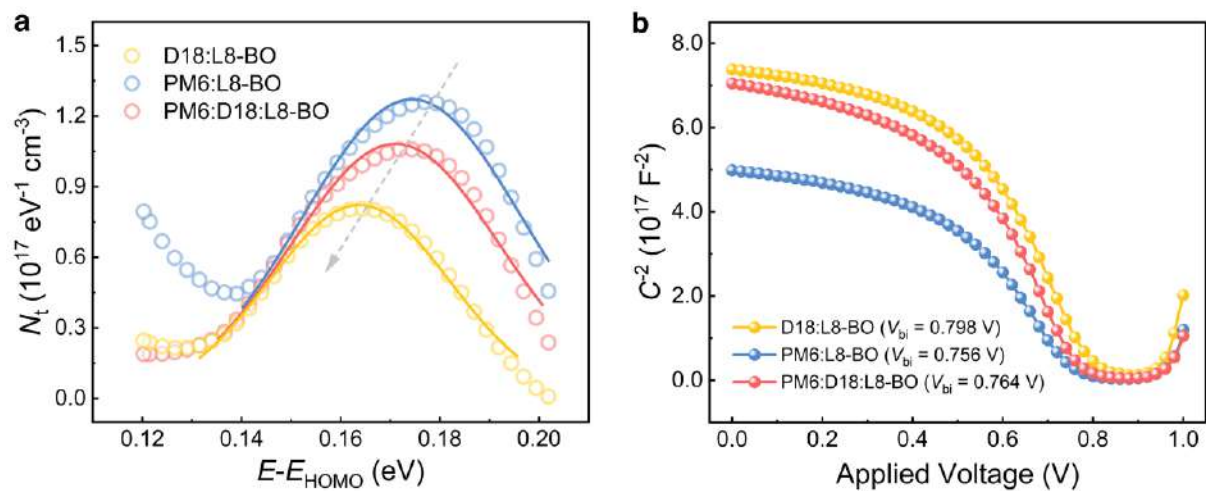 a
1.5
1.2
0.9
0.6
0.3
0.0
N_t (10^17 eV^-1 cm^-3)
D18:L8-BO
PM6:L8-BO
PM6:D18:L8-BO
0.12
0.14
0.16
0.18
0.20
E-E_HOMO (eV)
b
8.0
6.0
4.0
2.0
0.0
C^-2 (10^17 F^-2)
D18:L8-BO (V_bi = 0.798 V)
PM6:L8-BO (V_bi = 0.756 V)
PM6:D18:L8-BO (V_bi = 0.764 V)
0.0
0.2
0.4
0.6
0.8
1.0
Applied Voltage (V)